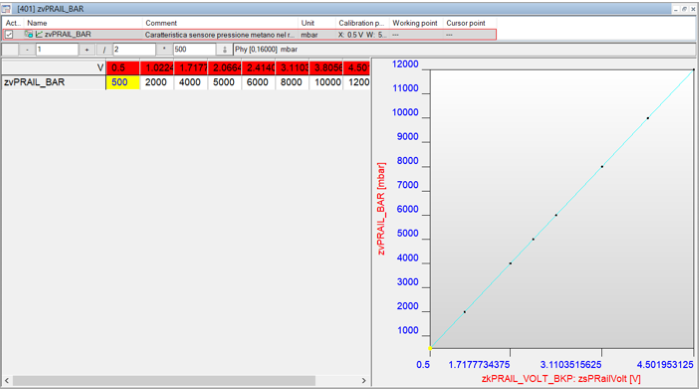 [401] zvPRAIL_BAR
Act.. Name Comment Unit Calibration p... Working point Cursor point
zvPRAIL_BAR Caratteristica sensore pressione metano nel r... mbar X: 0.5 V W: 5... --- ---
- 1 + / 2 * 500 Phy [0,16000] mbar
V 0.5 1.0224 1.7177 2.0664 2.4140 3.1103 3.8055 4.50
zvPRAIL_BAR 500 2000 4000 5000 6000 8000 10000 1200
12000
11000
10000
9000
8000
7000
6000
5000
4000
3000
2000
1000
zvPRAIL_BAR [mbar]
0.5 1.7177734375 3.1103515625 4.501953125
zkPRAIL_VOLT_BKP: zsPRailVolt [V]